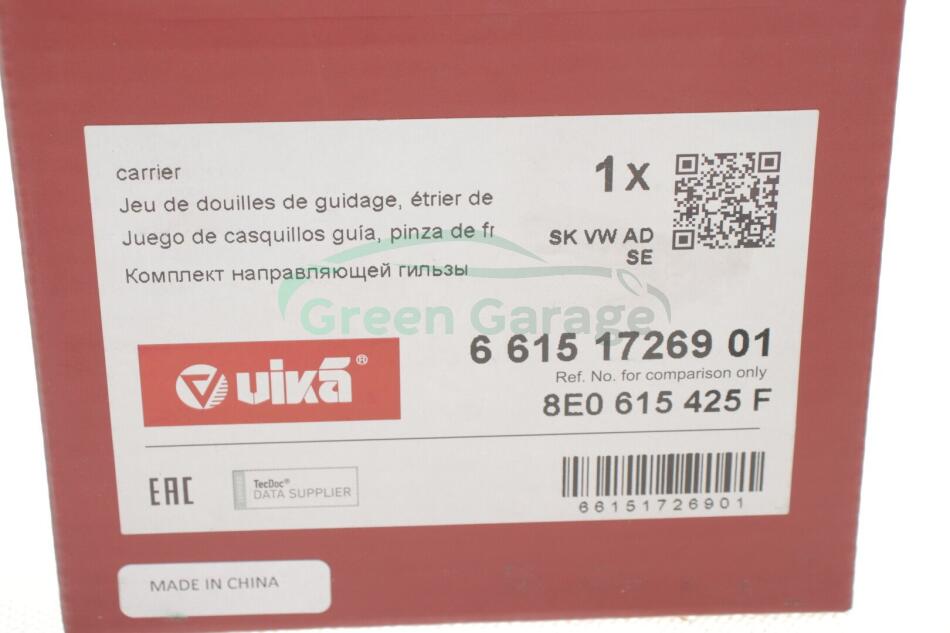 carrier
Jeu de douilles de guidage, étrier de
Juego de casquillos guía, pinza de fr
Комплект направляющей гильзы
1x
SK VW AD
SE
Green Garage
6 615 17269 01
Ref. No. for comparison only
8E0 615 425 F
vika®
EAC
TecDoc®
DATA SUPPLIER
66151726901
MADE IN CHINA